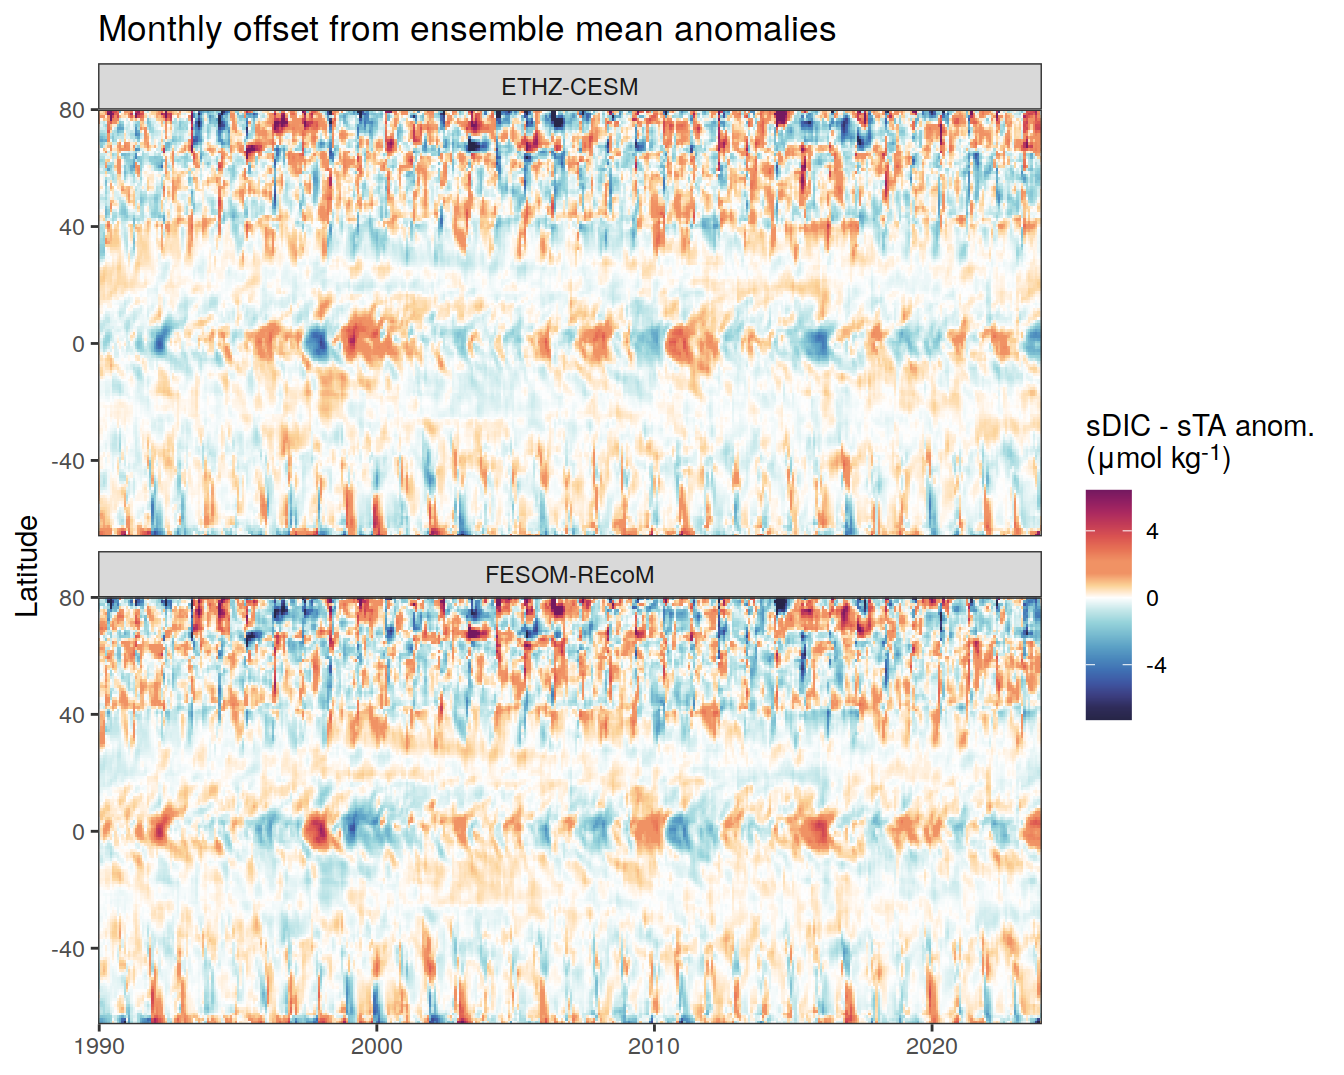 Monthly offset from ensemble mean anomalies
ETHZ-CESM
80
40
0
-40
Latitude
FESOM-REcoM
80
40
0
-40
1990
2000
2010
2020
sDIC - sTA anom.
(µmol kg⁻¹)
4
0
-4